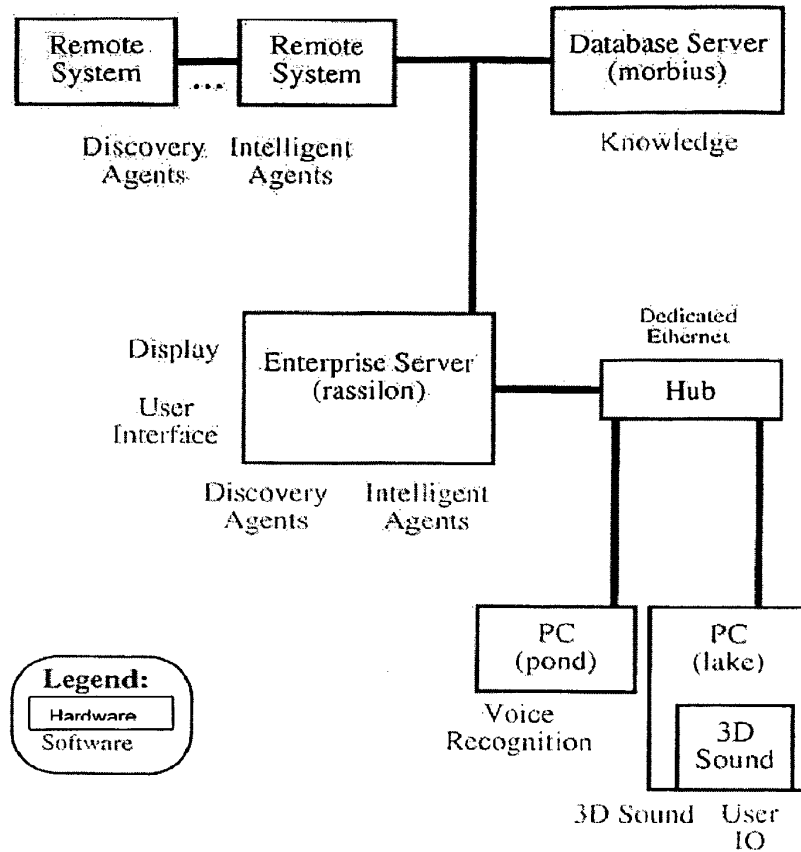 Remote
System
...
Remote
System
Database Server
(morbius)
Discovery
Agents
Intelligent
Agents
Knowledge
Display
User
Interface
Enterprise Server
(rassilon)
Dedicated
Ethernet
Hub
Discovery
Agents
Intelligent
Agents
PC
(pond)
PC
(lake)
Voice
Recognition
3D
Sound
3D Sound
User
IO
Legend:
Hardware
Software